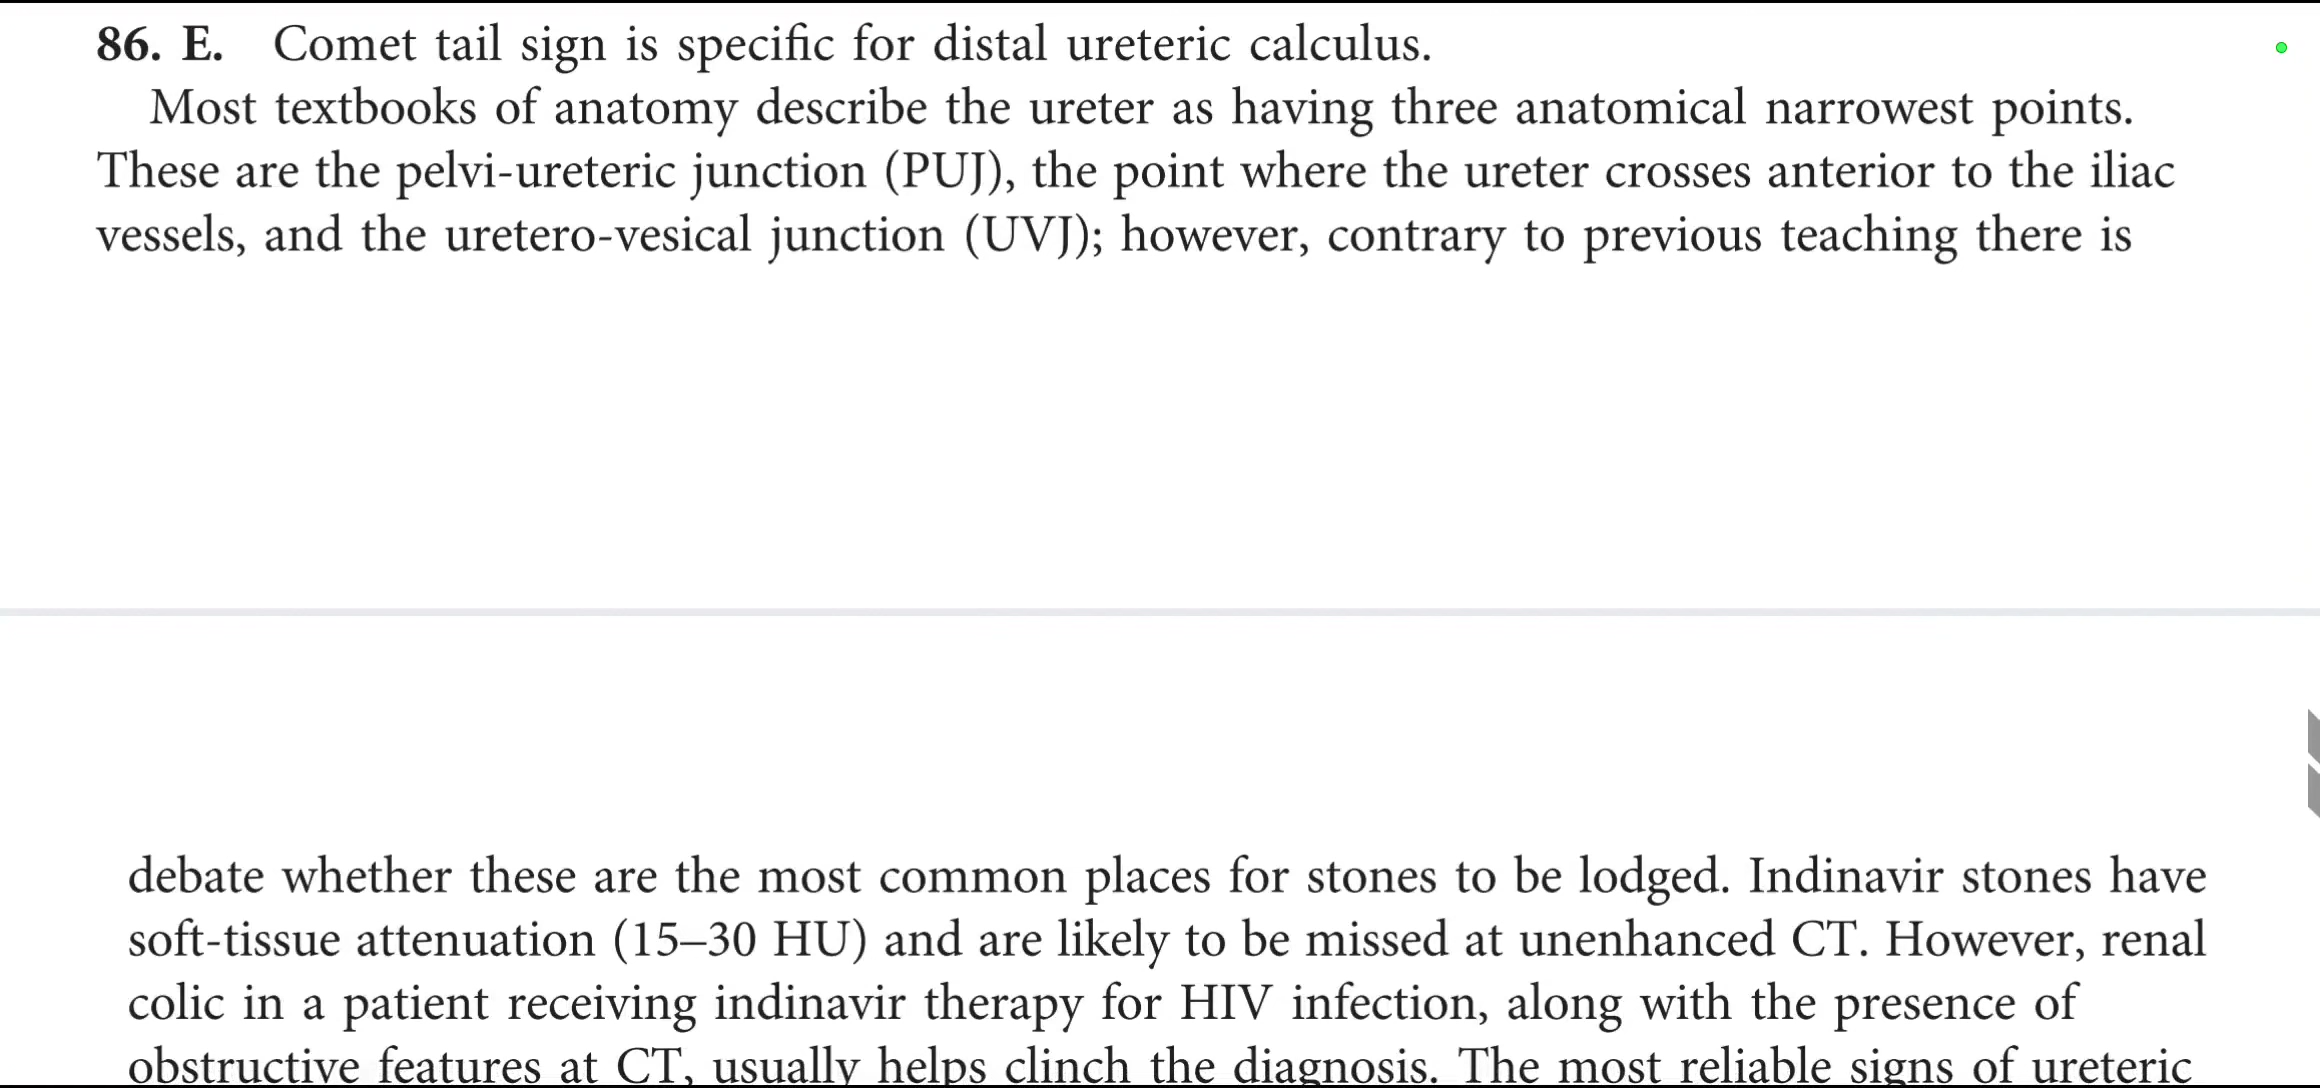 86. E. Comet tail sign is specific for distal ureteric calculus.
Most textbooks of anatomy describe the ureter as having three anatomical narrowest points.
These are the pelvi-ureteric junction (PUJ), the point where the ureter crosses anterior to the iliac
vessels, and the uretero-vesical junction (UVJ); however, contrary to previous teaching there is
debate whether these are the most common places for stones to be lodged. Indinavir stones have
soft-tissue attenuation (15–30 HU) and are likely to be missed at unenhanced CT. However, renal
colic in a patient receiving indinavir therapy for HIV infection, along with the presence of
obstructive features at CT, usually helps clinch the diagnosis. The most reliable signs of ureteric